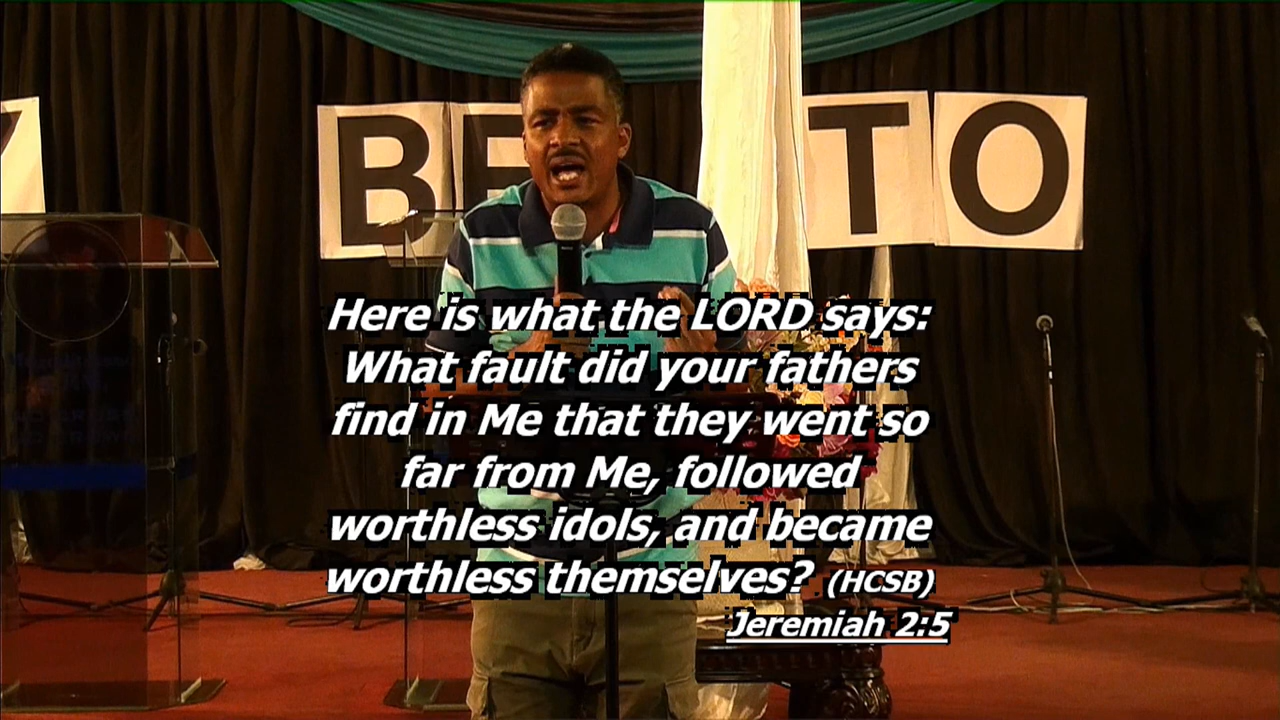 BE TO
Here is what the LORD says:
What fault did your fathers
find in Me that they went so
far from Me, followed
worthless idols, and became
worthless themselves? (HCSB)
Jeremiah 2:5